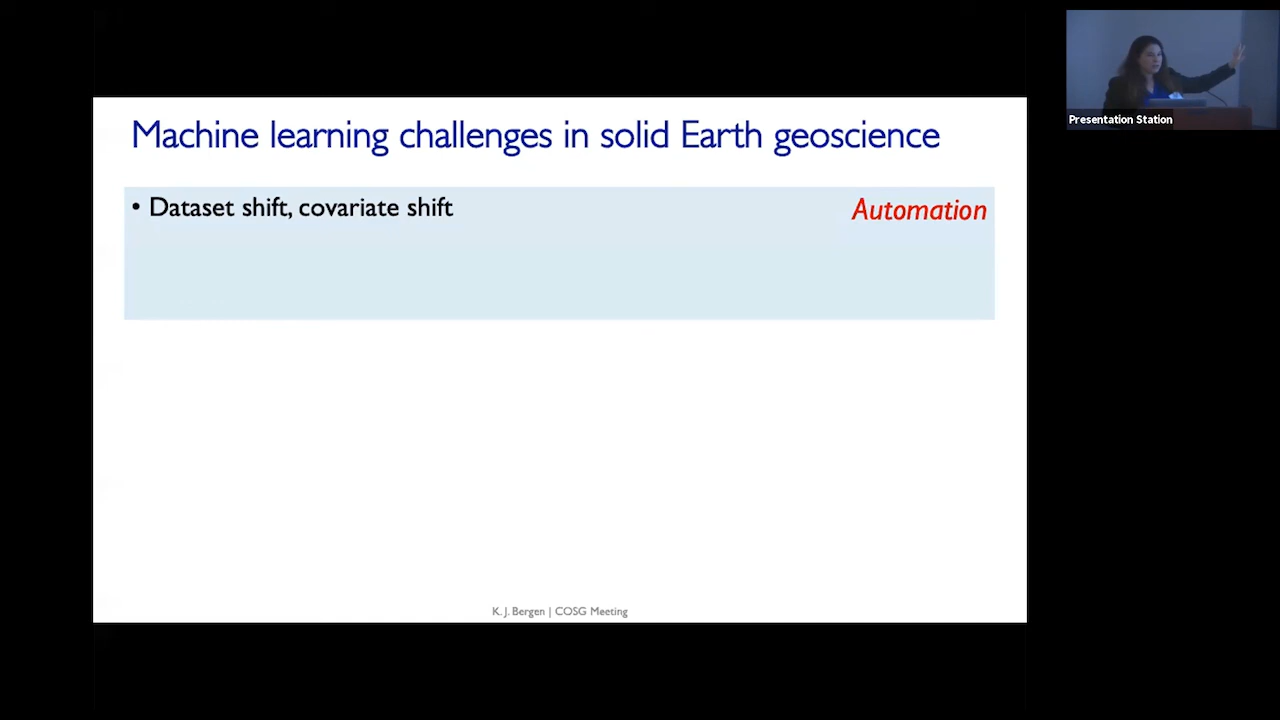 Machine learning challenges in solid Earth geoscience
• Dataset shift, covariate shift
Automation
K. J. Bergen | COSG Meeting
Presentation Station